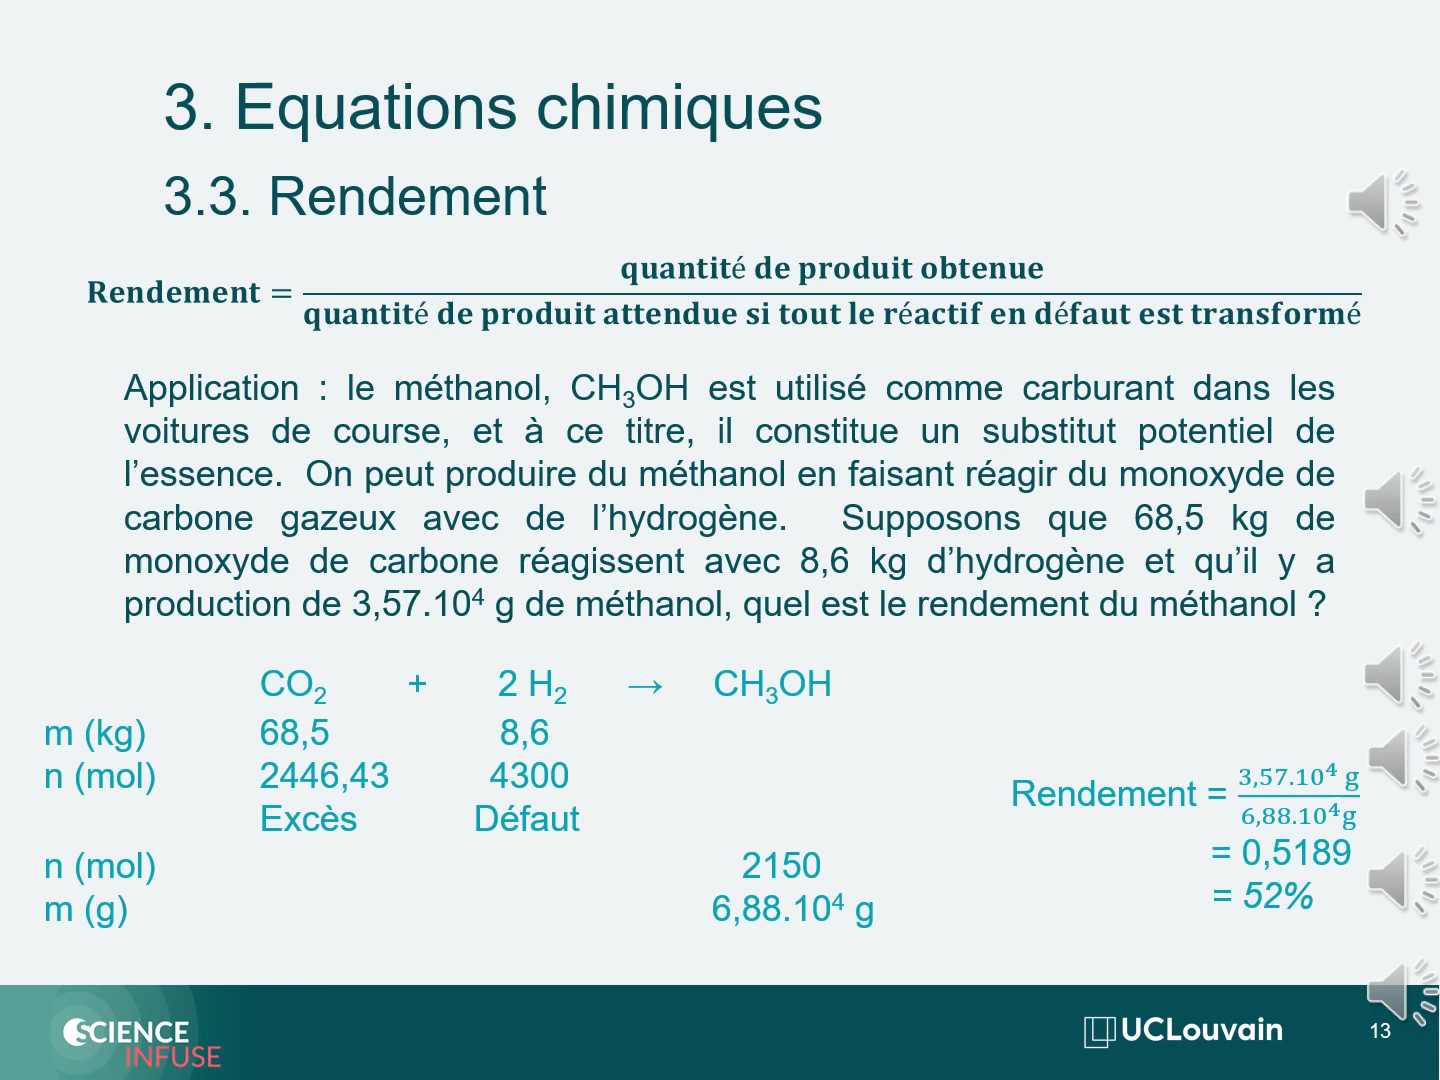 3. Equations chimiques
3.3. Rendement
Rendement = quantité de produit obtenue / quantité de produit attendue si tout le réactif en défaut est transformé
Application : le méthanol, CH₃OH est utilisé comme carburant dans les
voitures de course, et à ce titre, il constitue un substitut potentiel de
l’essence. On peut produire du méthanol en faisant réagir du monoxyde de
carbone gazeux avec de l’hydrogène. Supposons que 68,5 kg de
monoxyde de carbone réagissent avec 8,6 kg d’hydrogène et qu’il y a
production de 3,57.10⁴ g de méthanol, quel est le rendement du méthanol ?
CO₂ + 2 H₂ → CH₃OH
m (kg) 68,5 8,6
n (mol) 2446,43 4300
Excès Défaut
n (mol) 2150
m (g) 6,88.10⁴ g
Rendement = 3,57.10⁴ g / 6,88.10⁴g
= 0,5189
= 52%
SCIENCE
INFUSE
UCLouvain
13